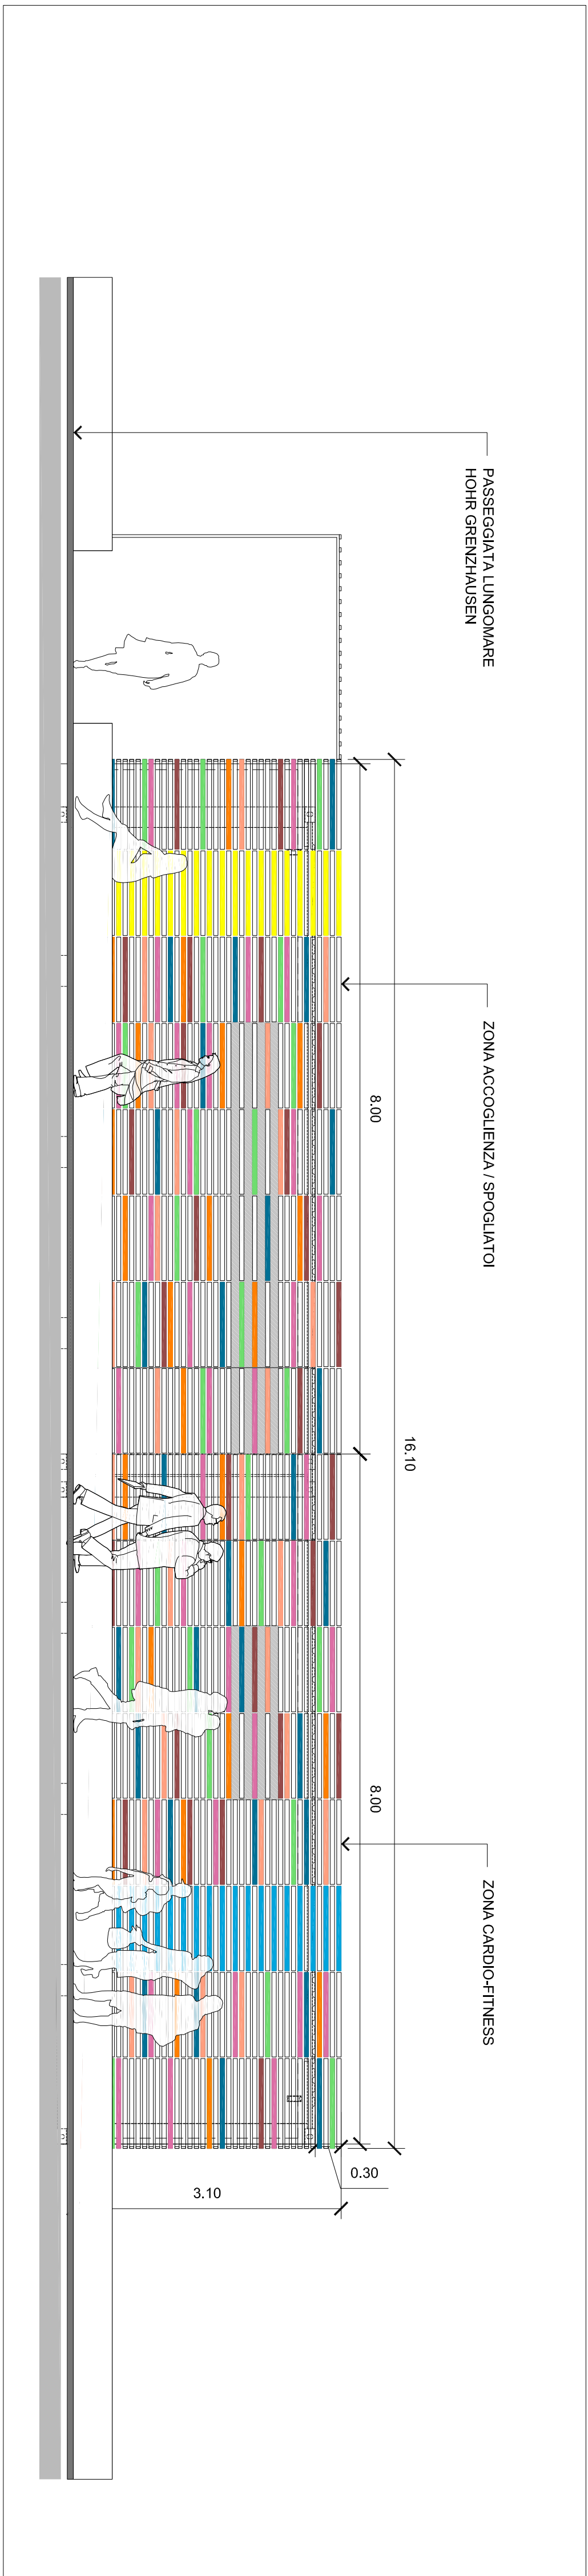 PASSEGGIATA LUNGOMARE
HOHR GRENZHAUSEN
ZONA ACCOGLIENZA / SPOGLIATOI
ZONA CARDIO-FITNESS
16.10
8.00
8.00
0.30
3.10